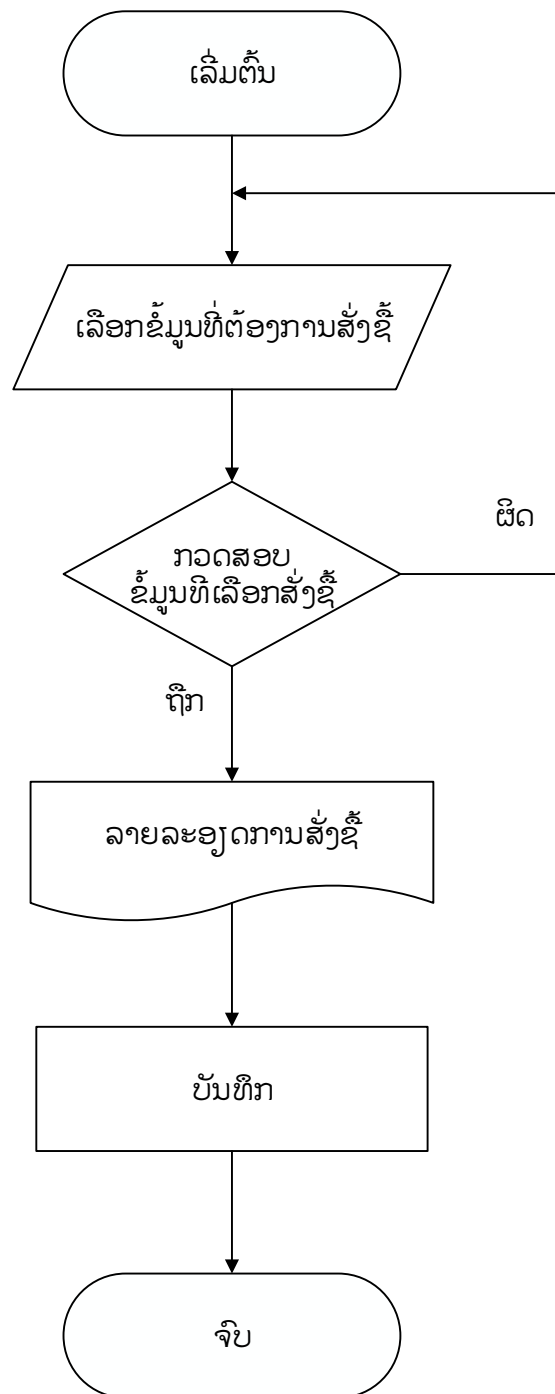 ເລີ່ມຕົ້ນ
ເລືອກຂໍ້ມູນທີ່ຕ້ອງການສັ່ງຊື້
ຜິດ
ກວດສອບ
ຂໍ້ມູນທີເລືອກສັ່ງຊື້
ຖືກ
ລາຍລະອຽດການສັ່ງຊື້
ບັນທຶກ
ຈົບ